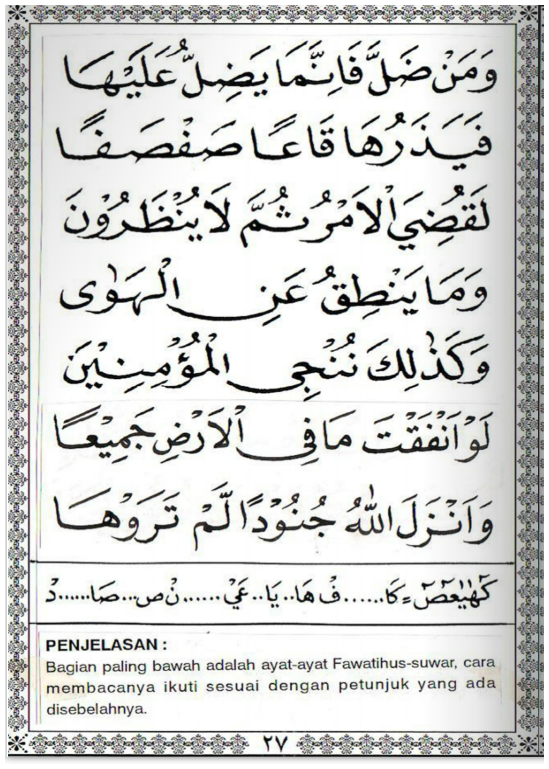 وَمَنْ ضَلَّ فَاِنَّمَا يَضِلُّ عَلَيْهَا
فَيَذَرُهَا قَاعًا صَفْصَفًا
لَقُضِيَ الْاَمْرُ ثُمَّ لَا يُنْظَرُوْنَ
وَمَا يَنْطِقُ عَنِ الْهَوٰى
وَكَذٰلِكَ نُنْجِى الْمُؤْمِنِيْنَ
لَوْ اَنْفَقْتَ مَا فِى الْاَرْضِ جَمِيْعًا
وَاَنْزَلَ اللّٰهُ جُنُوْدًا لَّمْ تَرَوْهَا
كۤهٰيٰعۤصۤ ء كَا......فْ هَا..يَا..عَيْ......نْ ص...صَا......دْ
PENJELASAN :
Bagian paling bawah adalah ayat-ayat Fawatihus-suwar, cara
membacanya ikuti sesuai dengan petunjuk yang ada
disebelahnya.
٢٧